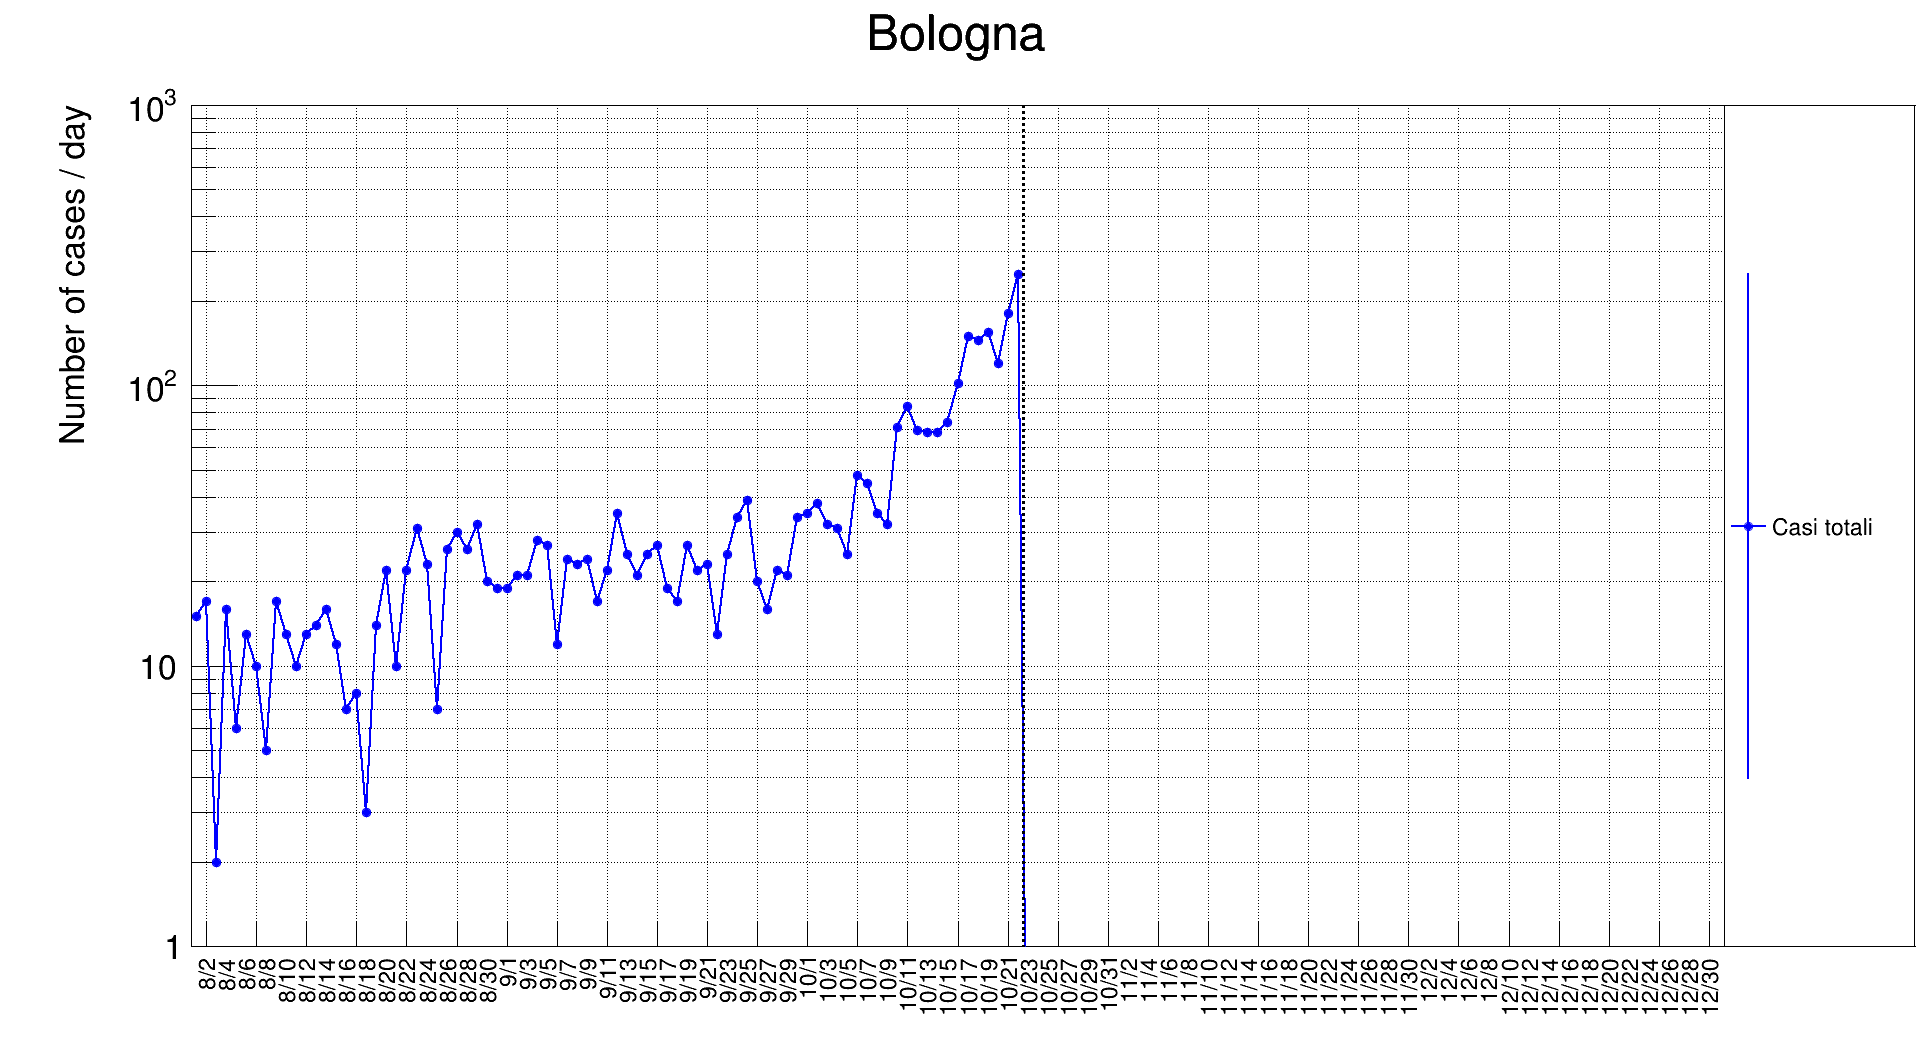 Bologna
Number of cases / day
10³
10²
10
1
8/2 8/4 8/6 8/8 8/10 8/12 8/14 8/16 8/18 8/20 8/22 8/24 8/26 8/28 8/30 9/1 9/3 9/5 9/7 9/9 9/11 9/13 9/15 9/17 9/19 9/21 9/23 9/25 9/27 9/29 10/1 10/3 10/5 10/7 10/9 10/11 10/13 10/15 10/17 10/19 10/21 10/23 10/25 10/27 10/29 10/31 11/2 11/4 11/6 11/8 11/10 11/12 11/14 11/16 11/18 11/20 11/22 11/24 11/26 11/28 11/30 12/2 12/4 12/6 12/8 12/10 12/12 12/14 12/16 12/18 12/20 12/22 12/24 12/26 12/28 12/30
Casi totali